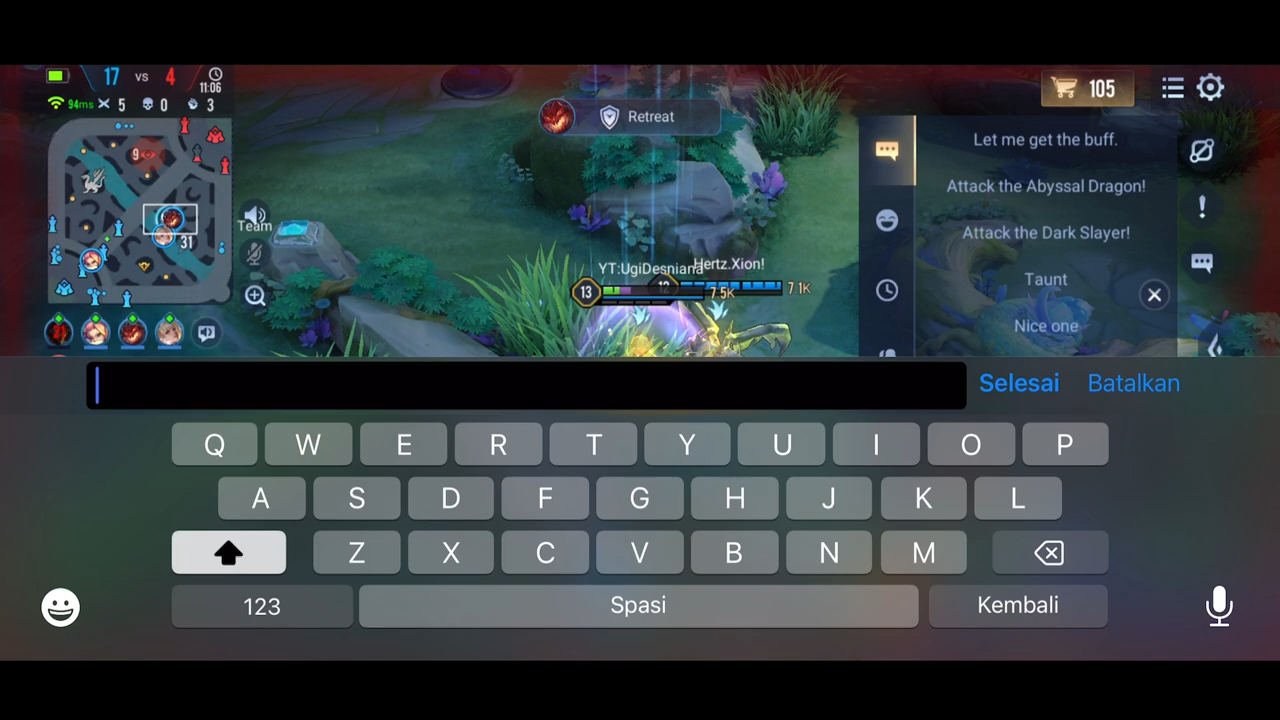 17 vs 4
11:06
94ms 5 0 3
105
Retreat
9
31
Team
Let me get the buff.
Attack the Abyssal Dragon!
Attack the Dark Slayer!
Taunt
Nice one
YT:UgiDesniana
Hertz.Xion!
13 7.5K 12 7.1K
Selesai Batalkan
Q W E R T Y U I O P
A S D F G H J K L
Z X C V B N M
123 Spasi Kembali